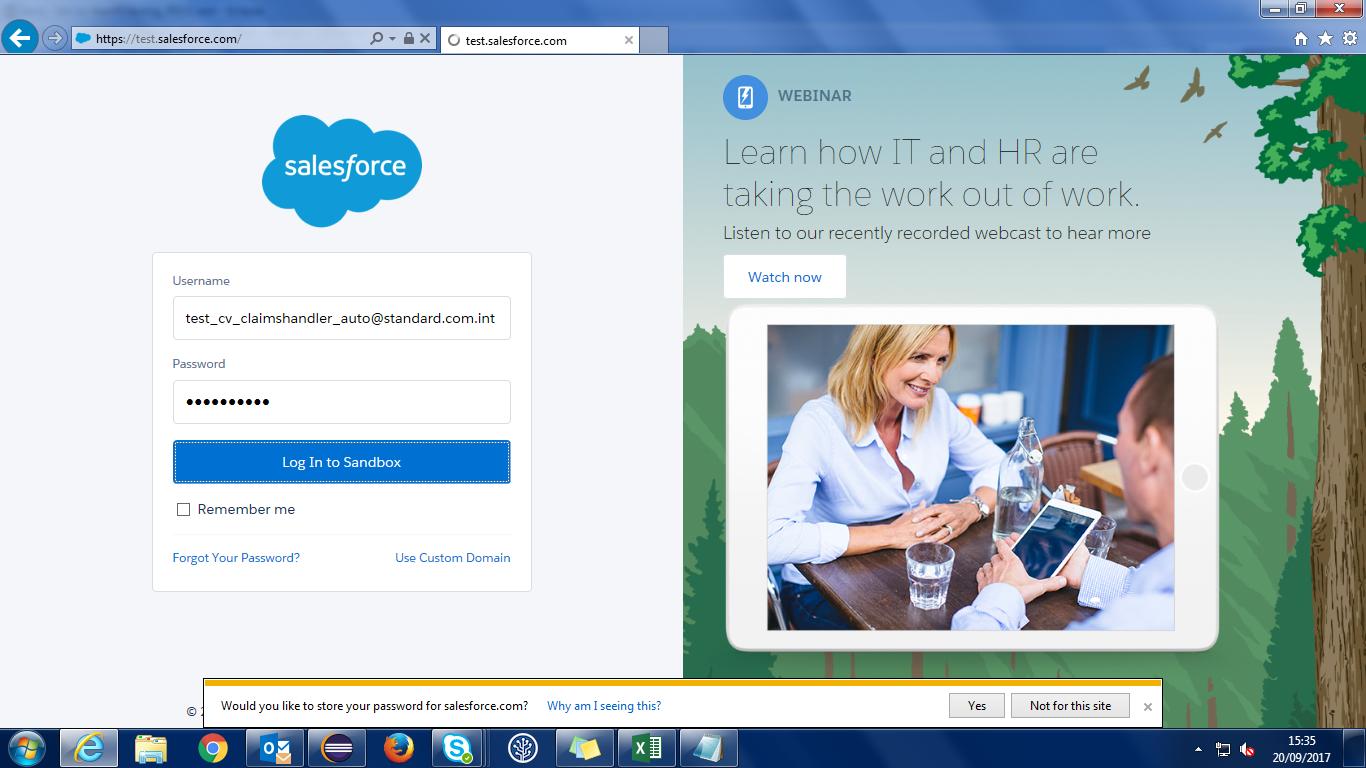 https://test.salesforce.com/
test.salesforce.com
salesforce
Username
test_cv_claimshandler_auto@standard.com.int
Password
Log In to Sandbox
Remember me
Forgot Your Password?
Use Custom Domain
WEBINAR
Learn how IT and HR are
taking the work out of work.
Listen to our recently recorded webcast to hear more
Watch now
©
Would you like to store your password for salesforce.com?
Why am I seeing this?
Yes
Not for this site
15:35
20/09/2017